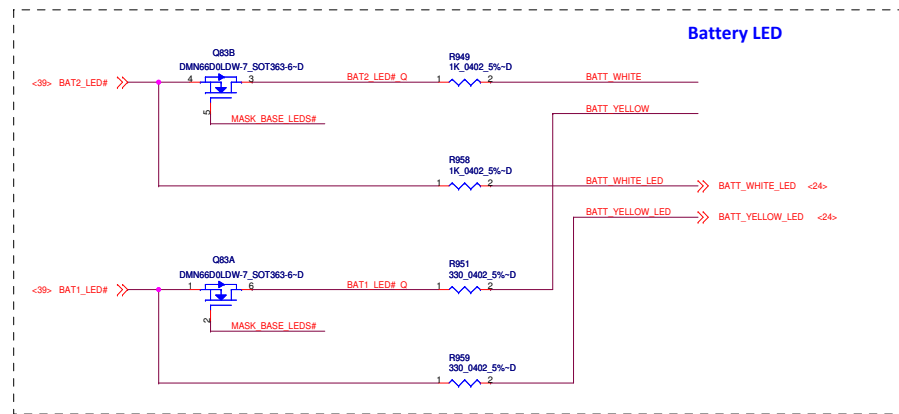 Battery LED
Q83B
DMN66D0LDW-7_SOT363-6~D
R949
1K_0402_5%~D
<39> BAT2_LED#
4
3
BAT2_LED#_Q
1
2
BATT_WHITE
5
MASK_BASE_LEDS#
BATT_YELLOW
R958
1K_0402_5%~D
1
2
BATT_WHITE_LED
BATT_WHITE_LED <24>
BATT_YELLOW_LED
BATT_YELLOW_LED <24>
Q83A
DMN66D0LDW-7_SOT363-6~D
R951
330_0402_5%~D
<39> BAT1_LED#
1
6
BAT1_LED#_Q
1
2
2
MASK_BASE_LEDS#
R959
330_0402_5%~D
1
2